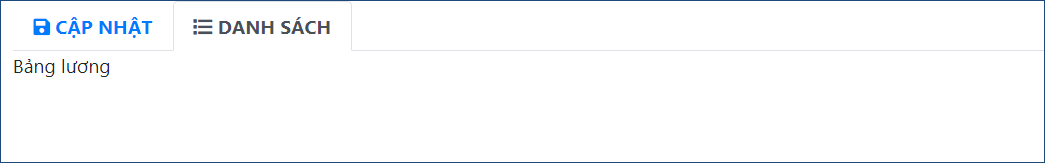 CẬP NHẬT DANH SÁCH
Bảng lương